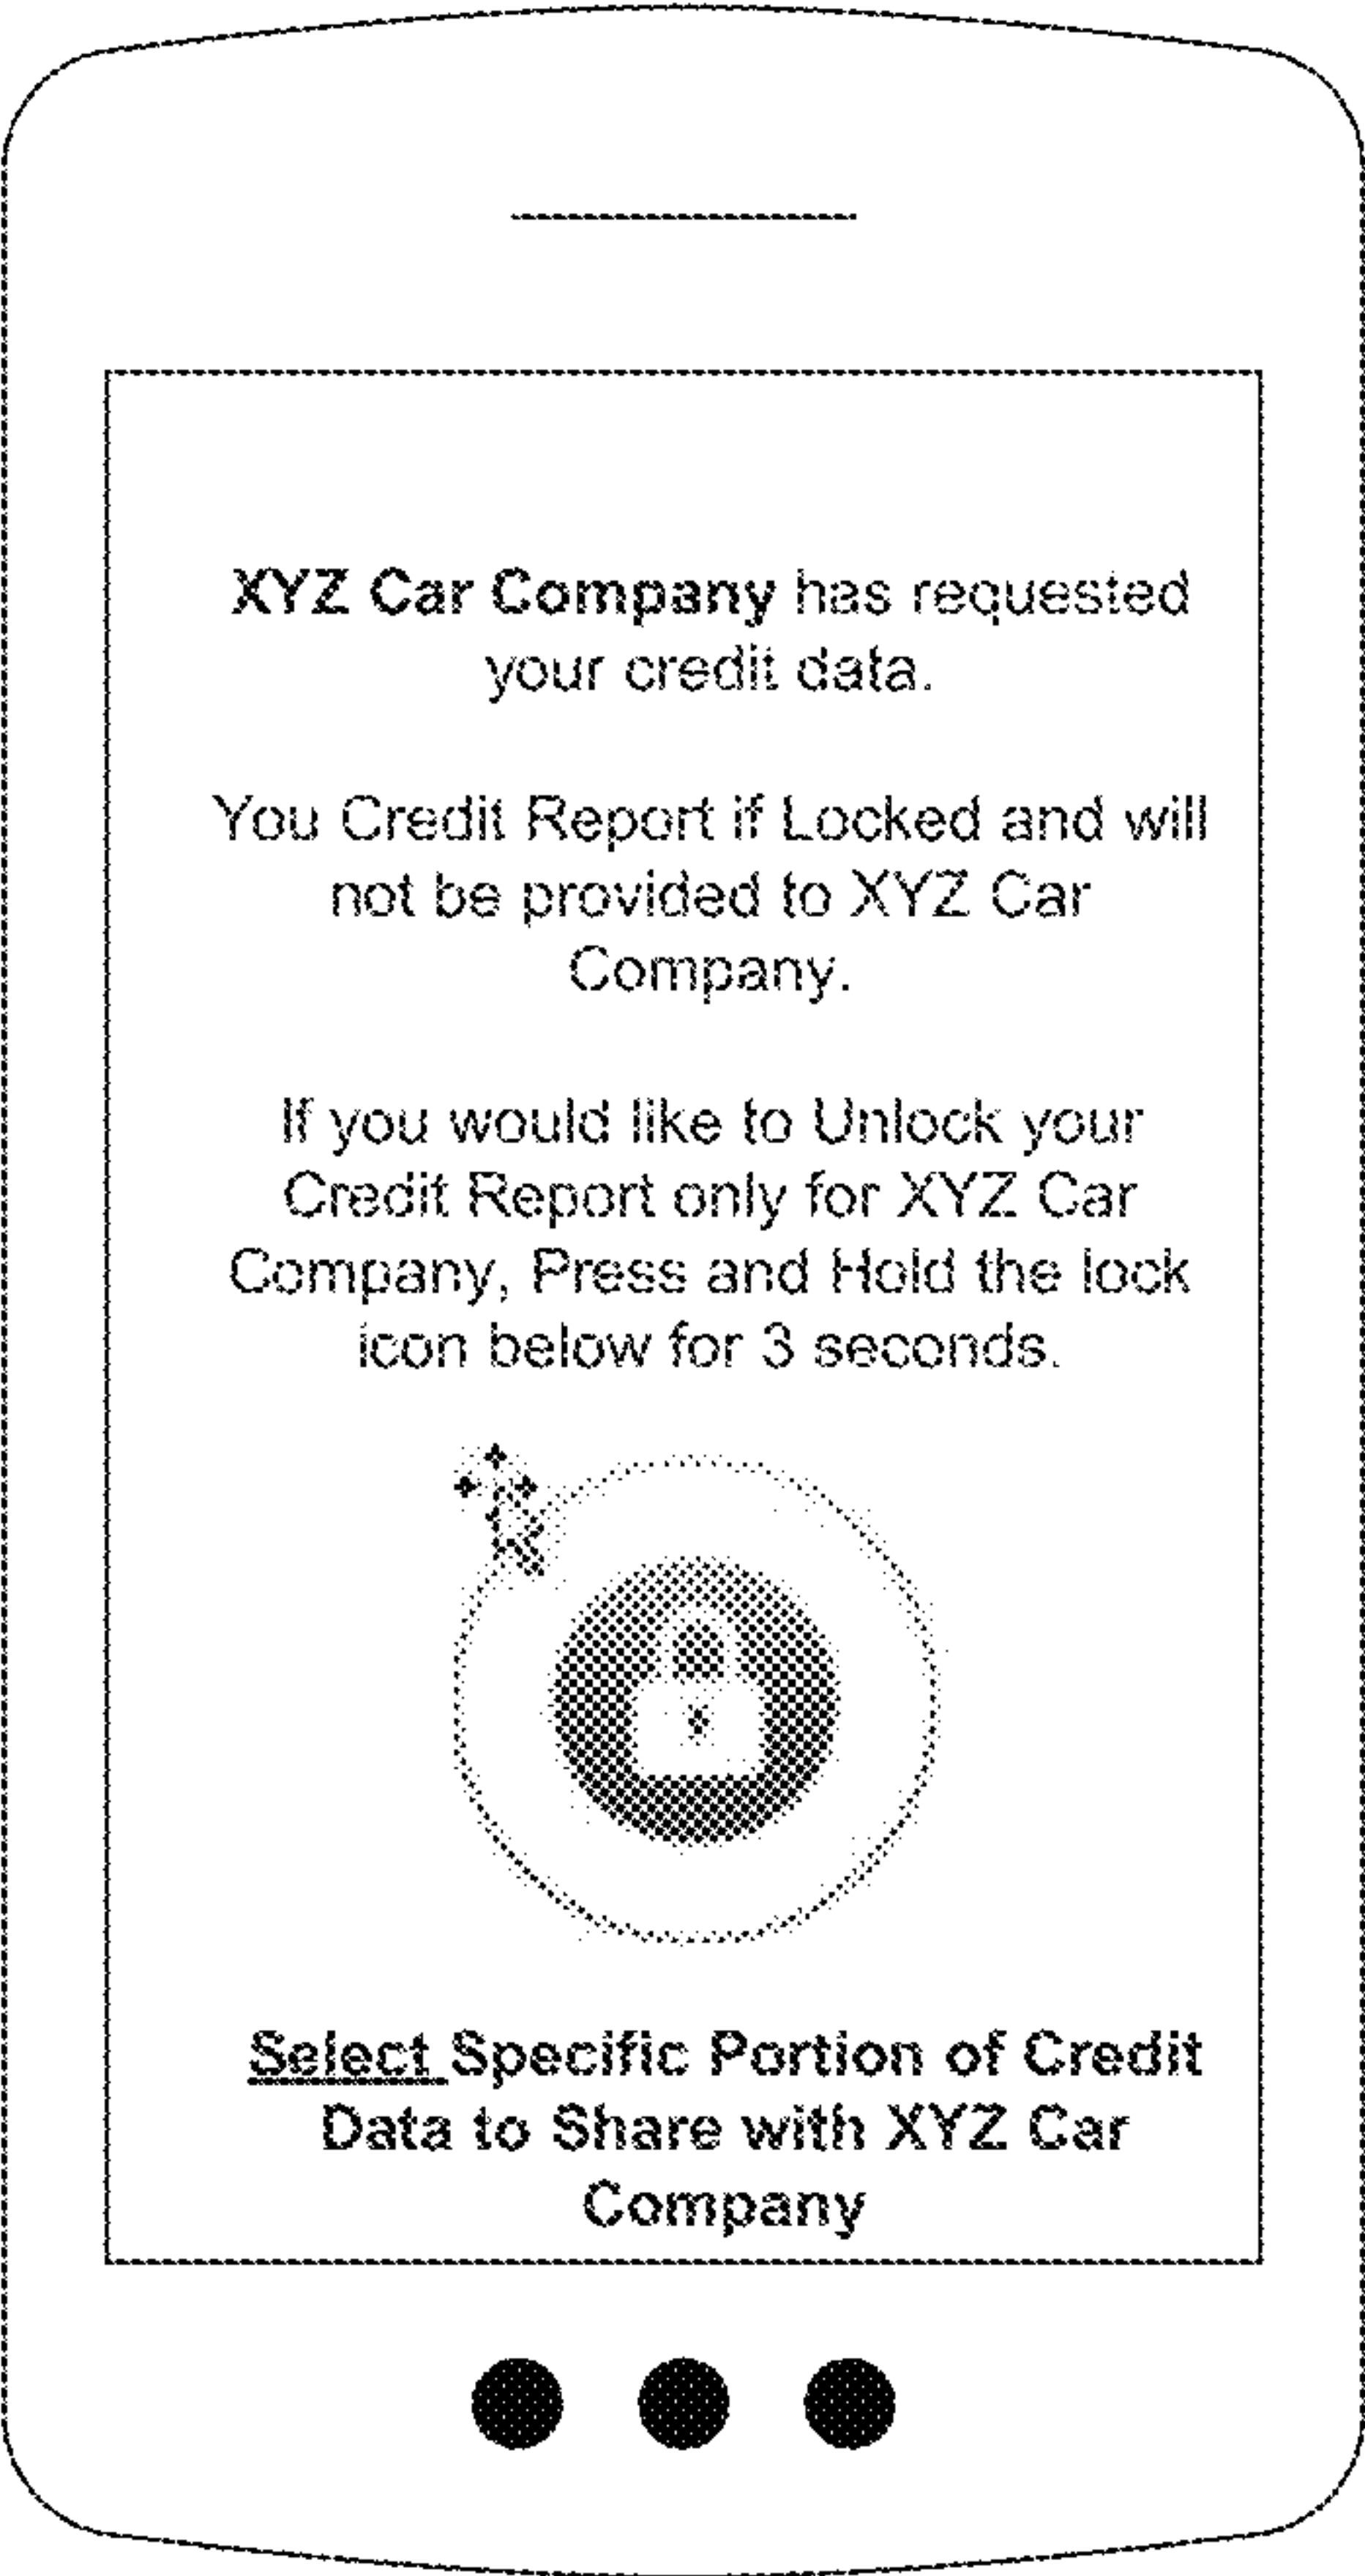 XYZ Car Company has requested
your credit data.
You Credit Report if Locked and will
not be provided to XYZ Car
Company.
If you would like to Unlock your
Credit Report only for XYZ Car
Company, Press and Hold the lock
icon below for 3 seconds.
Select Specific Portion of Credit
Data to Share with XYZ Car
Company